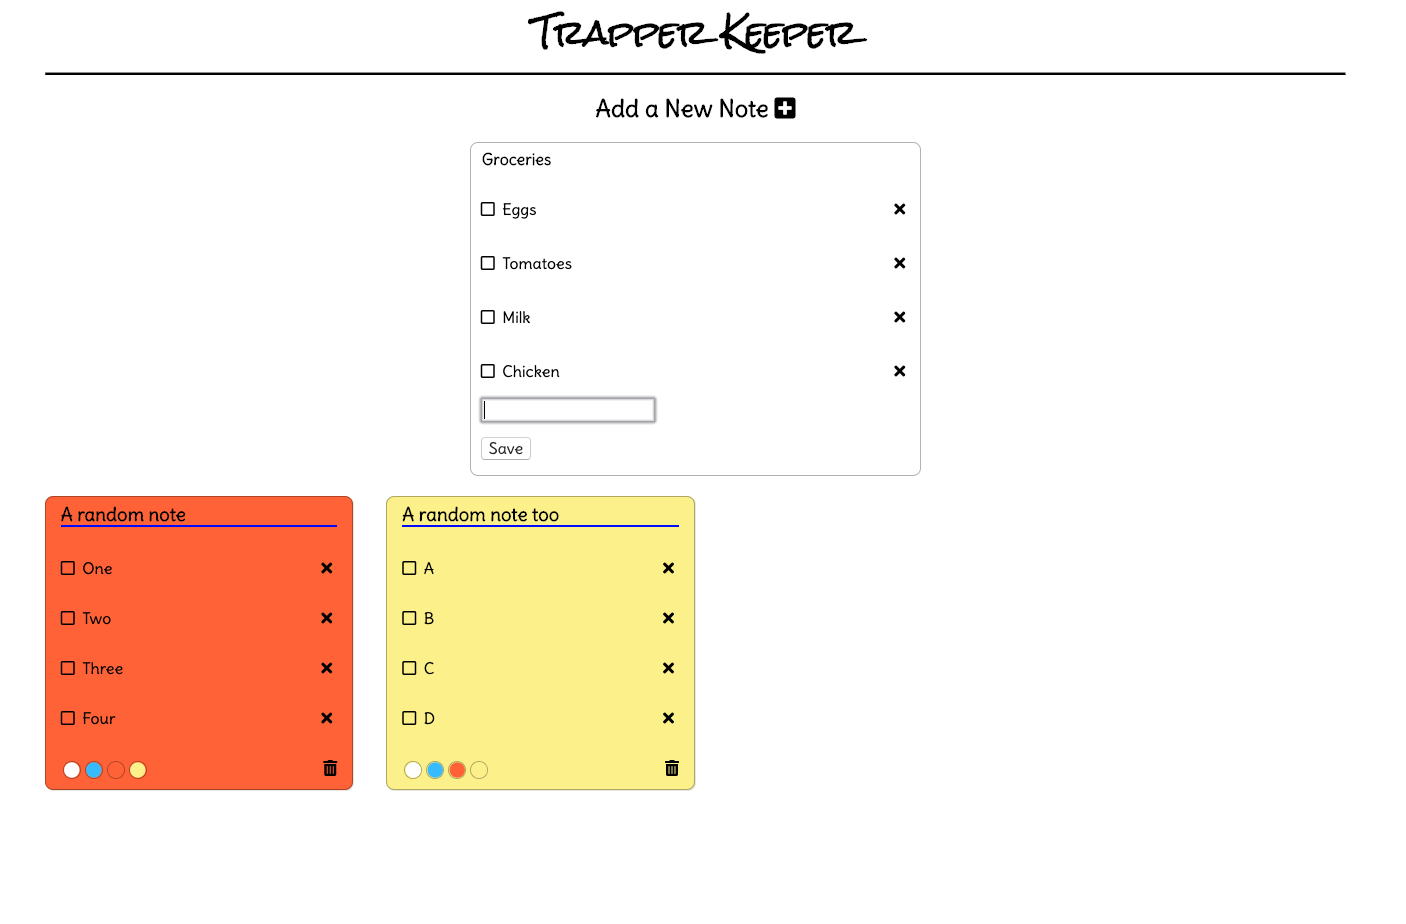 Trapper Keeper
Add a New Note
Groceries
Eggs
Tomatoes
Milk
Chicken
Save
A random note
One
Two
Three
Four
A random note too
A
B
C
D